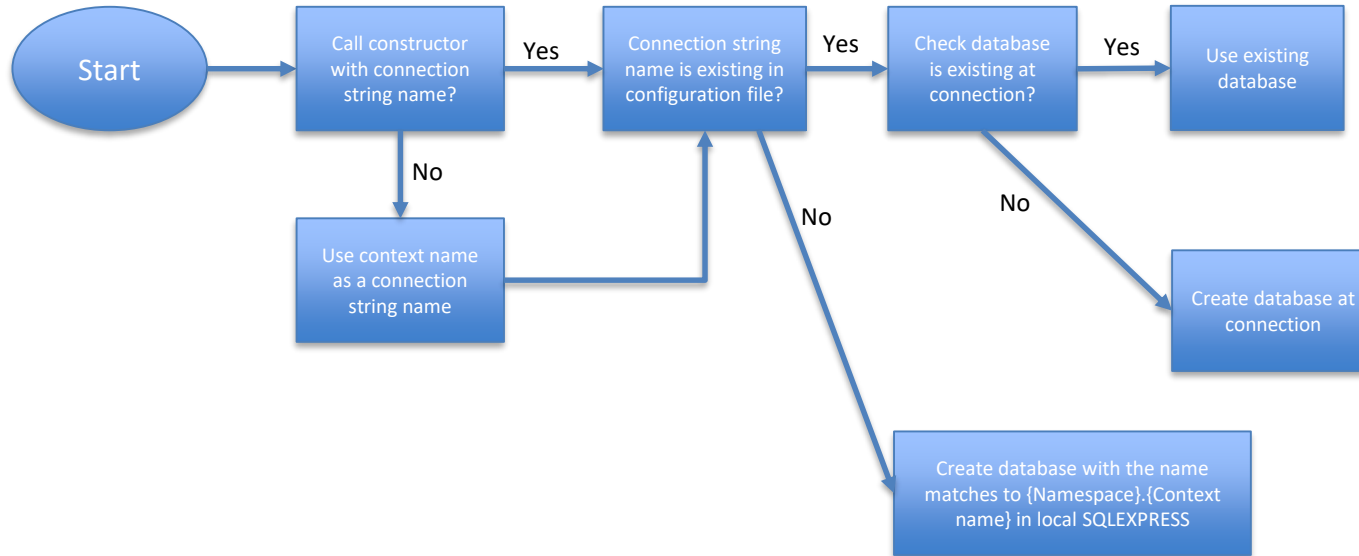 Start
Call constructor
with connection
string name?
Yes
Connection string
name is existing in
configuration file?
Yes
Check database
is existing at
connection?
Yes
Use existing
database
No
Use context name
as a connection
string name
No
No
Create database at
connection
Create database with the name
matches to {Namespace}.{Context
name} in local SQLEXPRESS